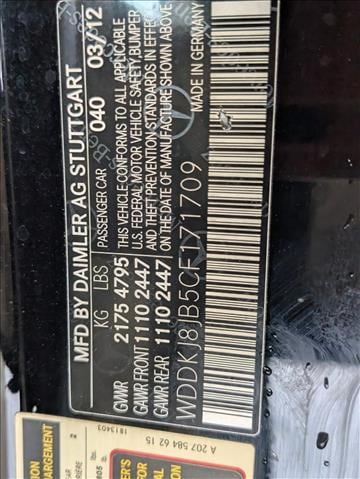 MFD BY DAIMLER AG STUTTGART
PASSENGER CAR 040 03/12
KG LBS
GVWR 2175 4795
GAWR FRONT 1110 2447
GAWR REAR 1110 2447
THIS VEHICLE CONFORMS TO ALL APPLICABLE
U.S. FEDERAL MOTOR VEHICLE SAFETY, BUMPER
AND THEFT PREVENTION STANDARDS IN EFFECT
ON THE DATE OF MANUFACTURE SHOWN ABOVE
MADE IN GERMANY
WDDKJ8JB5CF171709
A 207 584 62 15
1813403